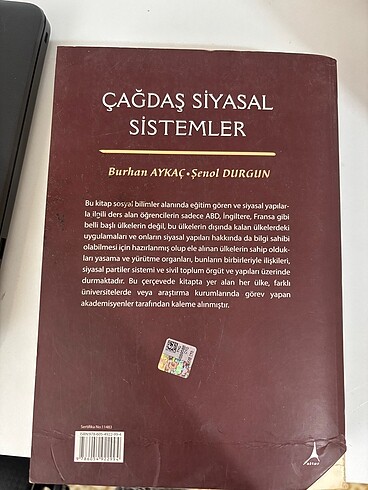 ÇAĞDAŞ SİYASAL
SİSTEMLER
Burhan AYKAÇ • Şenol DURGUN
Bu kitap sosyal bilimler alanında eğitim gören ve siyasal yapılar-
la ilgili ders alan öğrencilerin sadece ABD, İngiltere, Fransa gibi
belli başlı ülkelerin değil, bu ülkelerin dışında kalan ülkelerdeki
uygulamaları ve onların siyasal yapıları hakkında da bilgi sahibi
olabilmesi için hazırlanmış olup ele alınan ülkelerin sahip olduk-
ları yasama ve yürütme organları, bunların birbirleriyle ilişkileri,
siyasal partiler sistemi ve sivil toplum örgüt ve yapıları üzerinde
durmaktadır. Bu çerçevede kitapta yer alan her ülke, farklı
üniversitelerde veya araştırma kurumlarında görev yapan
akademisyenler tarafından kaleme alınmıştır.
Sertifika No: 11483